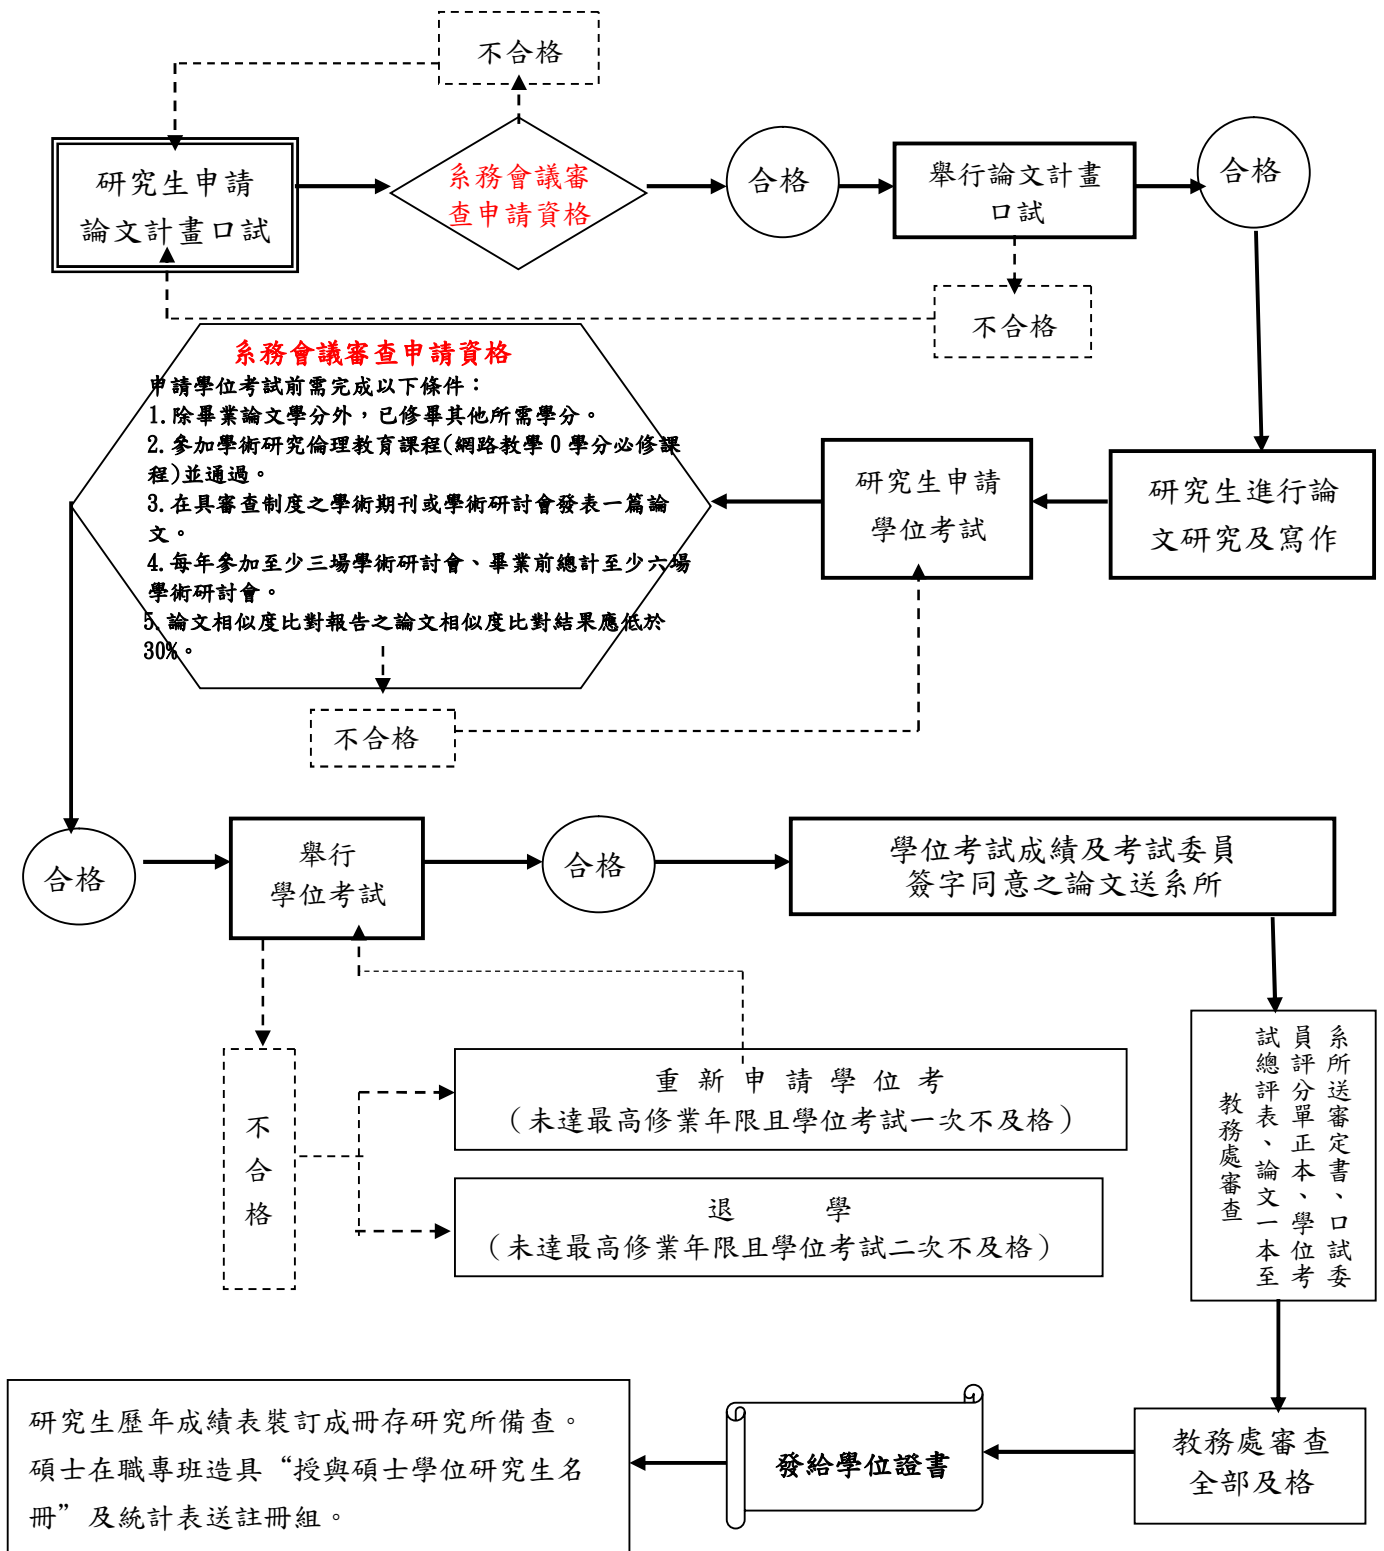 不合格
研究生申請
論文計畫口試
系務會議審
查申請資格
合格
舉行論文計畫
口試
合格
不合格
系務會議審查申請資格
申請學位考試前需完成以下條件：
1.除畢業論文學分外，已修畢其他所需學分。
2.參加學術研究倫理教育課程(網路教學0學分必修課
程)並通過。
3.在具審查制度之學術期刊或學術研討會發表一篇論
文。
4.每年參加至少三場學術研討會、畢業前總計至少六場
學術研討會。
5.論文相似度比對報告之論文相似度比對結果應低於
30%。
研究生申請
學位考試
研究生進行論
文研究及寫作
不合格
合格
舉行
學位考試
合格
學位考試成績及考試委員
簽字同意之論文送系所
不合格
重新申請學位考
（未達最高修業年限且學位考試一次不及格）
退學
（未達最高修業年限且學位考試二次不及格）
系所送審定書、口試委
員評分單正本、學位考
試總評表、論文一本至
教務處審查
教務處審查
全部及格
發給學位證書
研究生歷年成績表裝訂成冊存研究所備查。
碩士在職專班造具“授與碩士學位研究生名
冊”及統計表送註冊組。